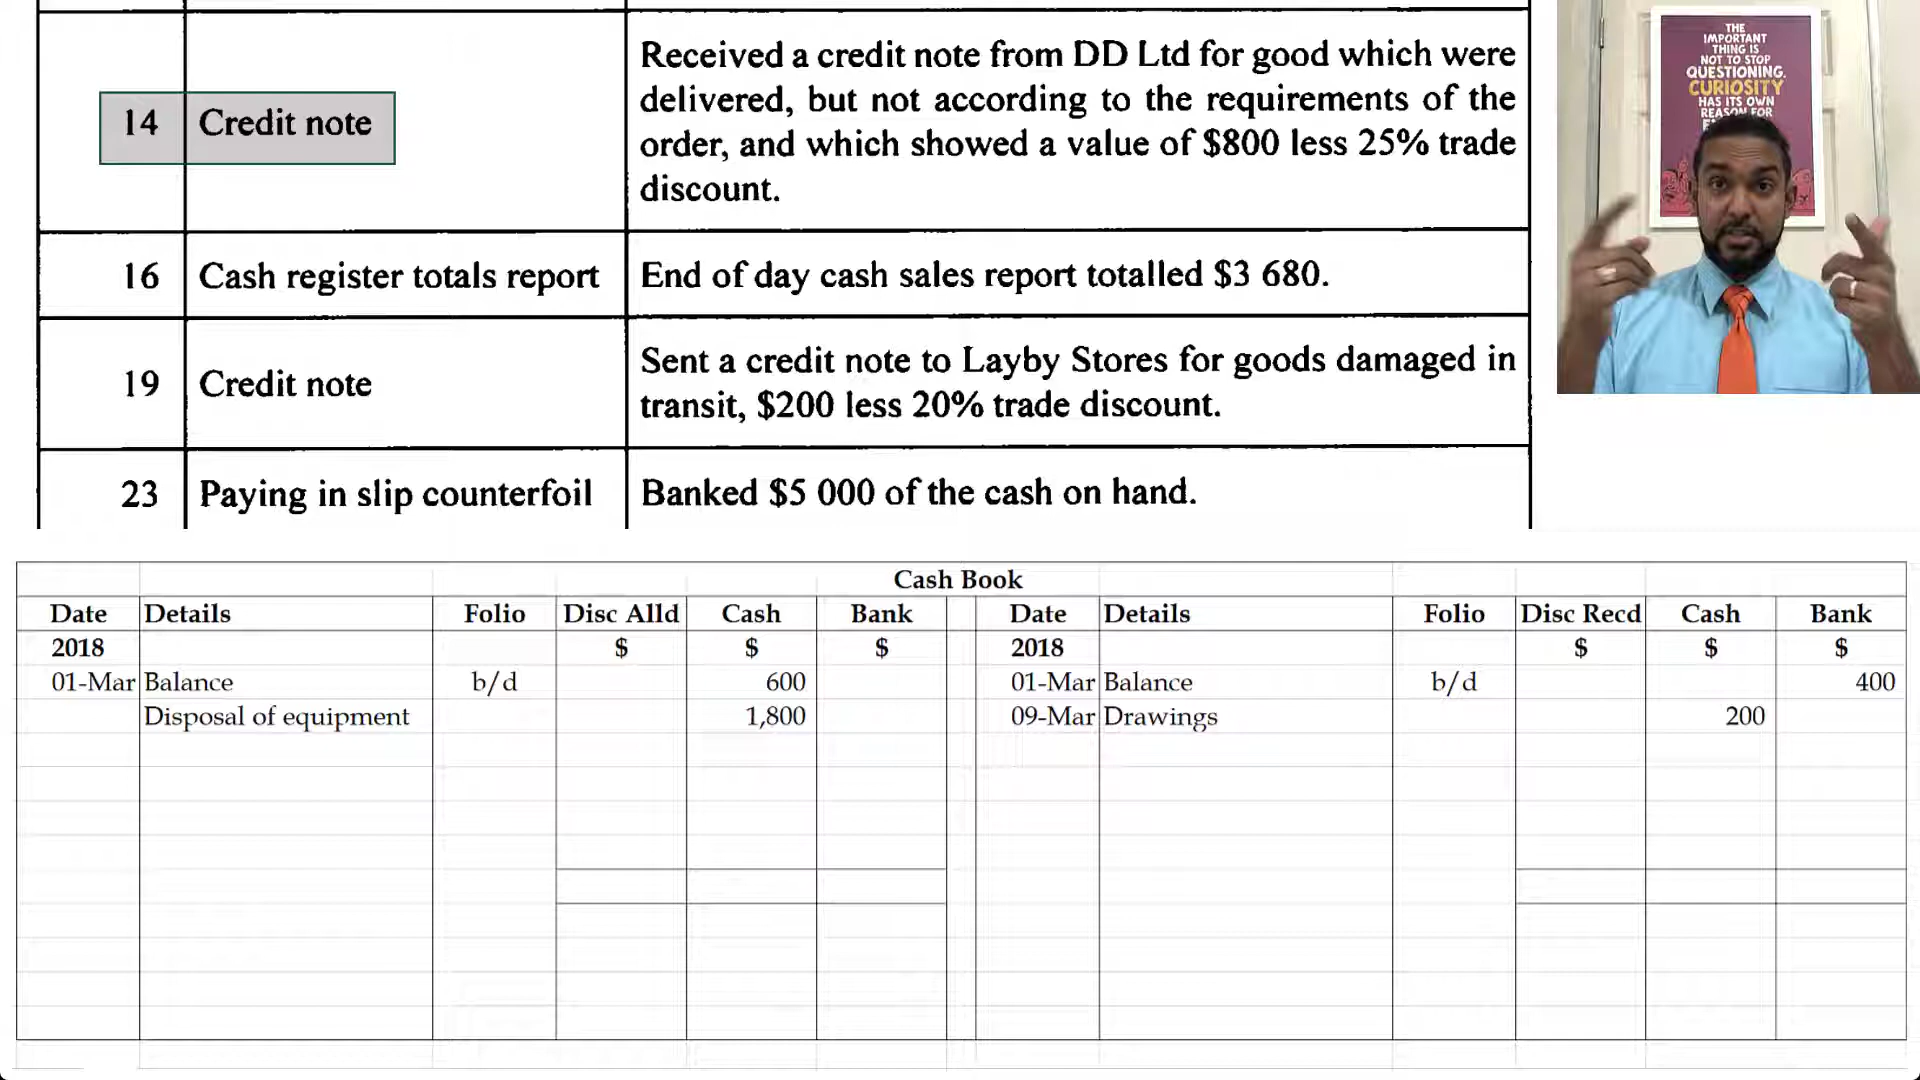 Received a credit note from DD Ltd for good which were
delivered, but not according to the requirements of the
14 Credit note
order, and which showed a value of $800 less 25% trade
discount.
16 Cash register totals report End of day cash sales report totalled $3 680.
Sent a credit note to Layby Stores for goods damaged in
19 Credit note
transit, $200 less 20% trade discount.
23 Paying in slip counterfoil Banked $5 000 of the cash on hand.
THE
IMPORTANT
THING IS
NOT TO STOP
QUESTIONING.
CURIOSITY
HAS ITS OWN
REASON FOR
Cash Book
Date Details Folio Disc Alld Cash Bank Date Details Folio Disc Recd Cash Bank
2018 $ $ $ 2018 $ $ $
01-Mar Balance b/d 600 01-Mar Balance b/d 400
Disposal of equipment 1,800 09-Mar Drawings 200